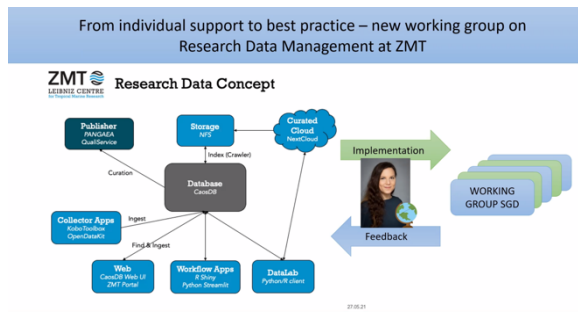 From individual support to best practice – new working group on
Research Data Management at ZMT
ZMT
LEIBNIZ CENTRE
for Tropical Marine Research
Research Data Concept
Publisher
PANGAEA
QualiService
Storage
NFS
Curated
Cloud
NextCloud
Implementation
Index (Crawler)
Curation
Database
CaosDB
WORKING
GROUP SGD
Collector Apps
KoboToolbox
OpenDataKit
Ingest
Feedback
Find & Ingest
Web
CaosDB Web UI
ZMT Portal
Workflow Apps
R Shiny
Python Streamlit
DataLab
Python/R client
27.05.21